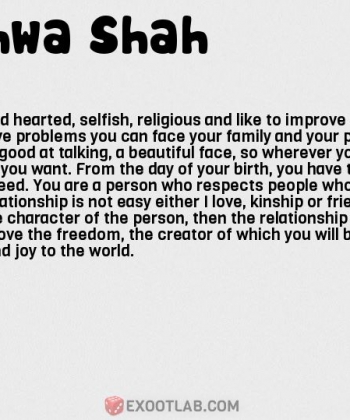 hwa Shah
d hearted, selfish, religious and like to improve
ve problems you can face your family and your p
good at talking, a beautiful face, so wherever yo
you want. From the day of your birth, you have t
eed. You are a person who respects people who
ationship is not easy either I love, kinship or frie
e character of the person, then the relationship
ove the freedom, the creator of which you will b
nd joy to the world.
EXOOTLAB.COM